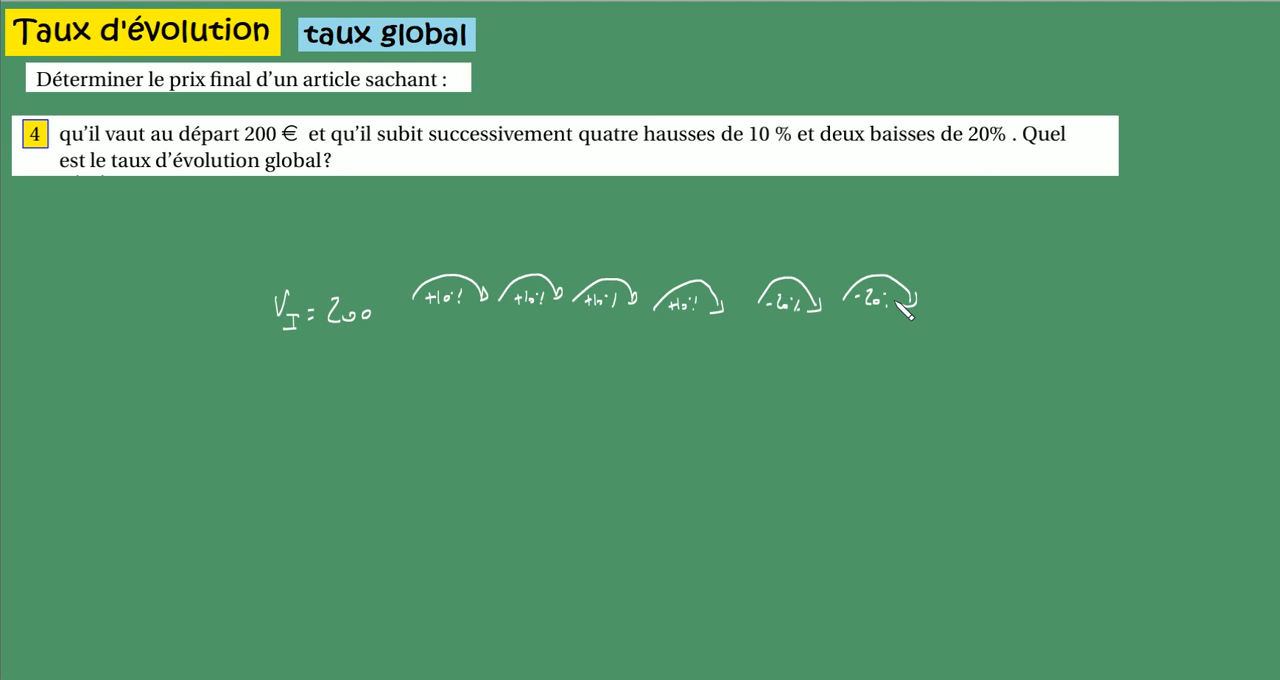 Taux d'évolution taux global
Déterminer le prix final d'un article sachant :
4 qu'il vaut au départ 200 € et qu'il subit successivement quatre hausses de 10 % et deux baisses de 20% . Quel
est le taux d'évolution global?
V_I = 200 +10% +10% +10% +10% -20% -20%